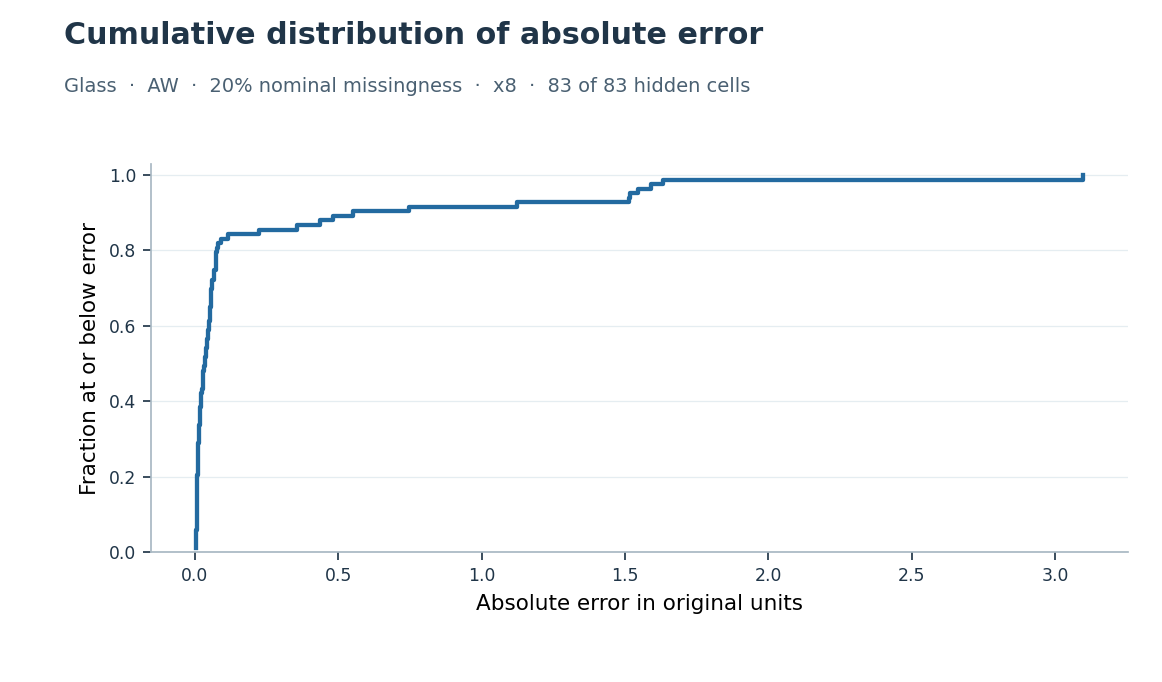 Cumulative distribution of absolute error
Glass · AW · 20% nominal missingness · x8 · 83 of 83 hidden cells
1.0
0.8
0.6
0.4
0.2
0.0
Fraction at or below error
0.0 0.5 1.0 1.5 2.0 2.5 3.0
Absolute error in original units